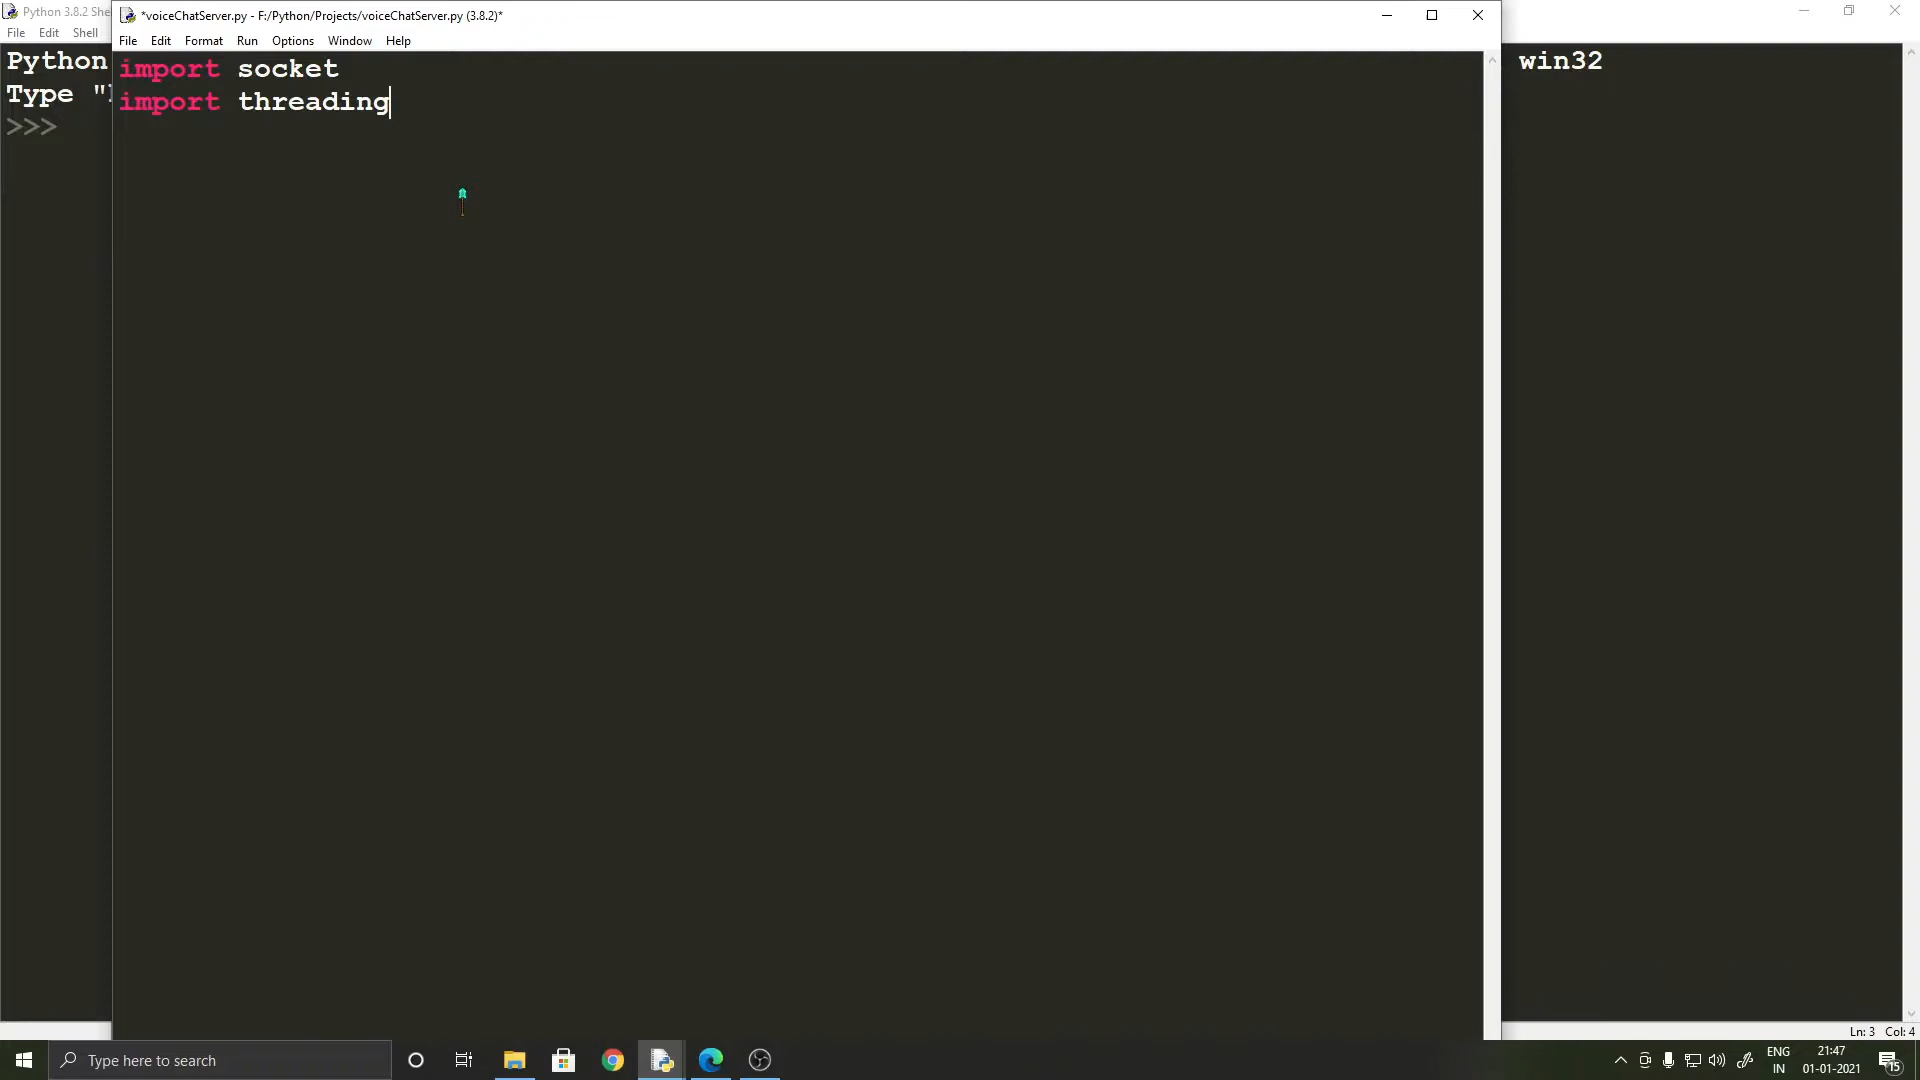 Python 3.8.2 She
File Edit Shell
Python
Type "
>>>
*voiceChatServer.py - F:/Python/Projects/voiceChatServer.py (3.8.2)*
File Edit Format Run Options Window Help
import socket
import threading
win32
Ln: 3 Col: 4
Type here to search
ENG
IN
21:47
01-01-2021
15